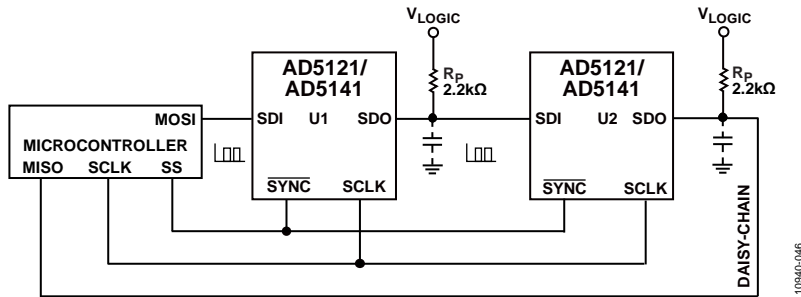 VLOGIC
VLOGIC
AD5121/
AD5141
RP
2.2kΩ
AD5121/
AD5141
RP
2.2kΩ
MOSI
SDI U1 SDO
SDI U2 SDO
MICROCONTROLLER
MISO SCLK SS
SYNC SCLK
SYNC SCLK
DAISY-CHAIN
10940-046